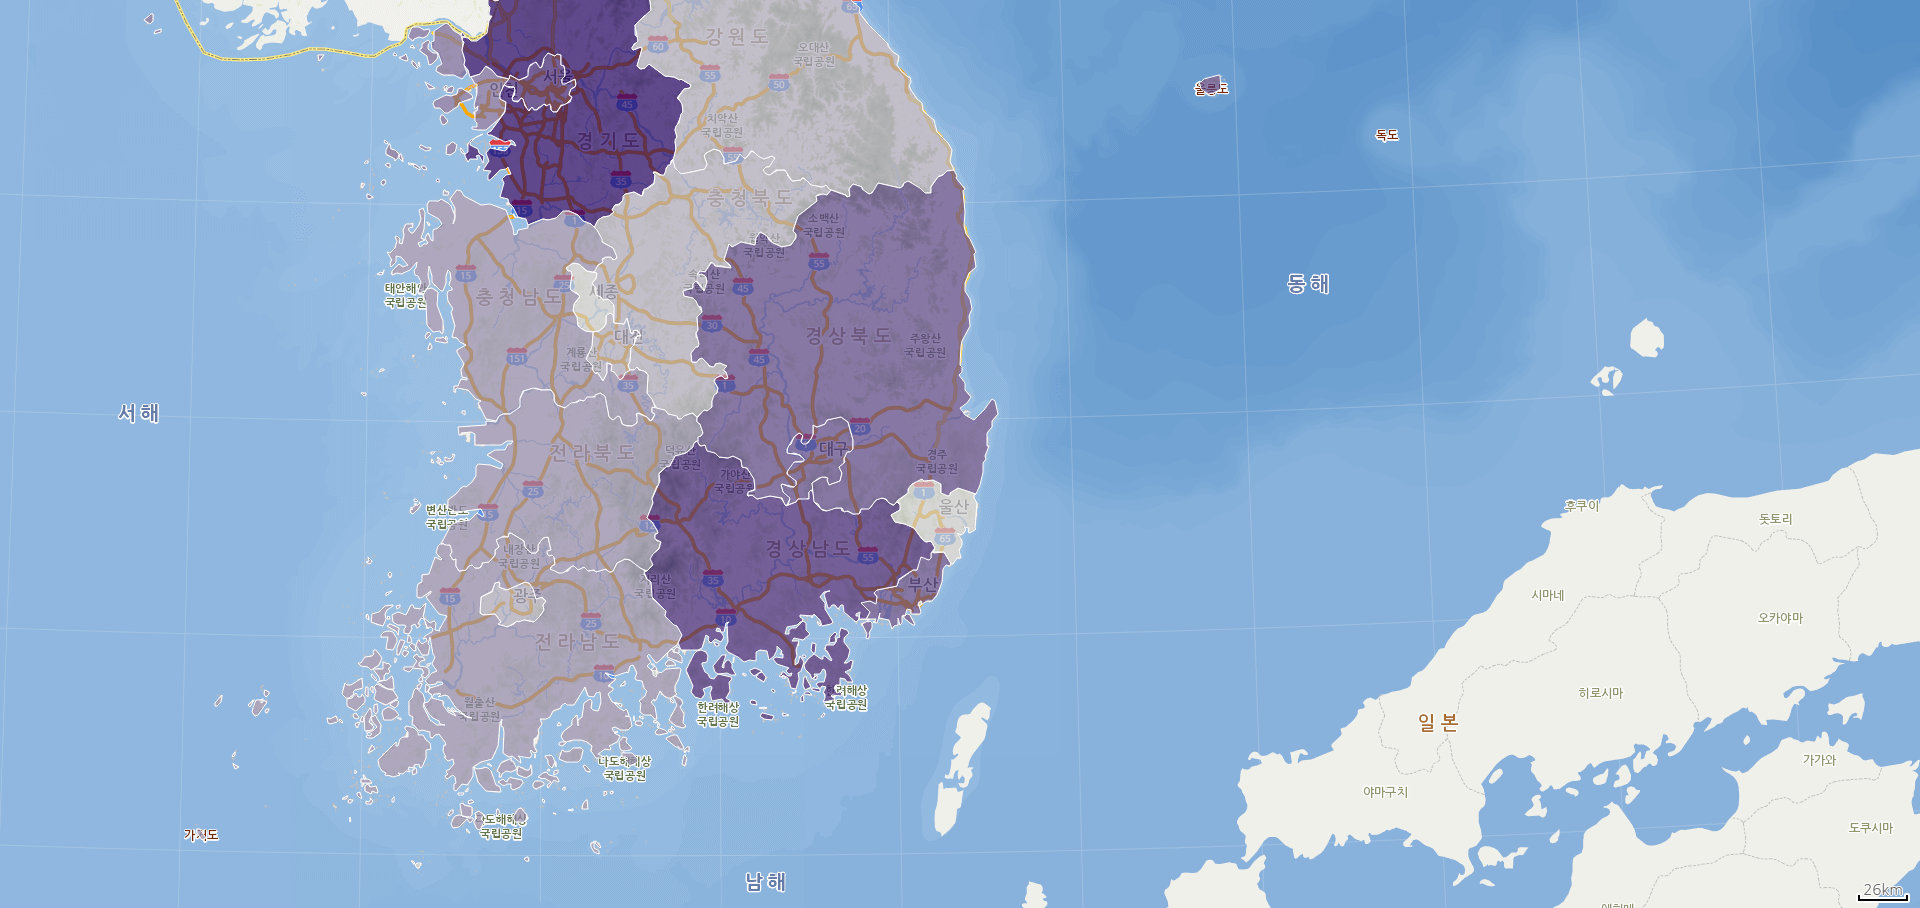 강원도
65
60
오대산
국립공원
55
50
서울
인천
45
울릉도
치악산
국립공원
독도
경기도
55
35
충청북도
15
1
소백산
국립공원
월악산
국립공원
55
15
25
속리산
국립공원
45
동해
태안해안
국립공원
충청남도
세종
30
대전
경상북도
주왕산
국립공원
계룡산
국립공원
151
45
35
1
서해
20
대구
전라북도
덕유산
국립공원
경주
국립공원
가야산
국립공원
25
1
울산
변산반도
국립공원
15
12
후쿠이
돗토리
65
내장산
국립공원
경상남도
55
지리산
국립공원
35
부산
15
광주
시마네
25
10
오카야마
전라남도
10
한려해상
국립공원
히로시마
월출산
국립공원
한려해상
국립공원
일본
다도해해상
국립공원
가가와
야마구치
다도해해상
국립공원
가거도
도쿠시마
남해
26km